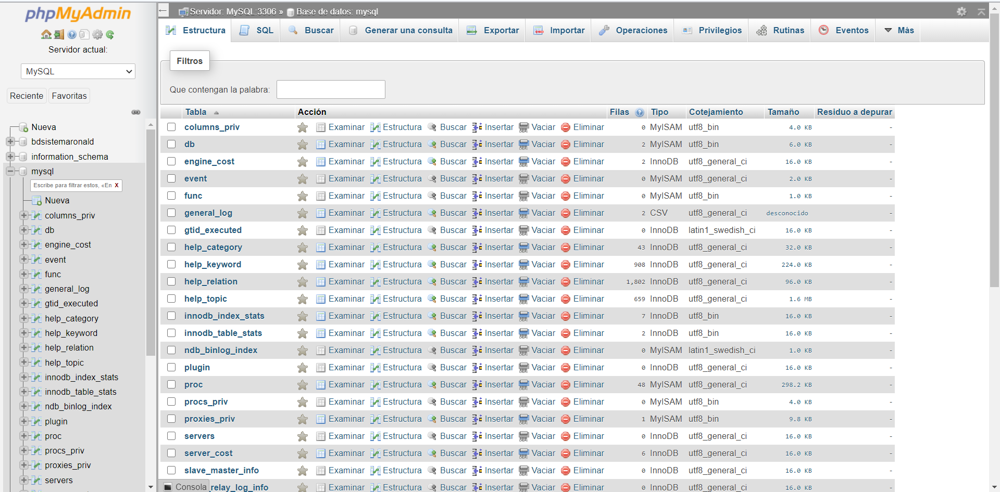 phpMyAdmin
Servidor actual:
MySQL
Reciente Favoritas
Nueva
bdsistemaronald
information_schema
mysql
Escribe para filtrar estos, «En X
Nueva
columns_priv
db
engine_cost
event
func
general_log
gtid_executed
help_category
help_keyword
help_relation
help_topic
innodb_index_stats
innodb_table_stats
ndb_binlog_index
plugin
proc
procs_priv
proxies_priv
servers
Servidor: MySQL:3306 » Base de datos: mysql
Estructura SQL Buscar Generar una consulta Exportar Importar Operaciones Privilegios Rutinas Eventos Más
Filtros
Que contengan la palabra:
Tabla Acción Filas Tipo Cotejamiento Tamaño Residuo a depurar
columns_priv Examinar Estructura Buscar Insertar Vaciar Eliminar 0 MyISAM utf8_bin 4.0 KB -
db Examinar Estructura Buscar Insertar Vaciar Eliminar 2 MyISAM utf8_bin 6.0 KB -
engine_cost Examinar Estructura Buscar Insertar Vaciar Eliminar 2 InnoDB utf8_general_ci 16.0 KB -
event Examinar Estructura Buscar Insertar Vaciar Eliminar 0 MyISAM utf8_general_ci 2.0 KB -
func Examinar Estructura Buscar Insertar Vaciar Eliminar 0 MyISAM utf8_bin 1.0 KB -
general_log Examinar Estructura Buscar Insertar Vaciar Eliminar 2 CSV utf8_general_ci desconocido -
gtid_executed Examinar Estructura Buscar Insertar Vaciar Eliminar 0 InnoDB latin1_swedish_ci 16.0 KB -
help_category Examinar Estructura Buscar Insertar Vaciar Eliminar 43 InnoDB utf8_general_ci 32.0 KB -
help_keyword Examinar Estructura Buscar Insertar Vaciar Eliminar 908 InnoDB utf8_general_ci 224.0 KB -
help_relation Examinar Estructura Buscar Insertar Vaciar Eliminar 1,802 InnoDB utf8_general_ci 96.0 KB -
help_topic Examinar Estructura Buscar Insertar Vaciar Eliminar 659 InnoDB utf8_general_ci 1.6 MB -
innodb_index_stats Examinar Estructura Buscar Insertar Vaciar Eliminar 7 InnoDB utf8_bin 16.0 KB -
innodb_table_stats Examinar Estructura Buscar Insertar Vaciar Eliminar 2 InnoDB utf8_bin 16.0 KB -
ndb_binlog_index Examinar Estructura Buscar Insertar Vaciar Eliminar 0 MyISAM latin1_swedish_ci 1.0 KB -
plugin Examinar Estructura Buscar Insertar Vaciar Eliminar 0 InnoDB utf8_general_ci 16.0 KB -
proc Examinar Estructura Buscar Insertar Vaciar Eliminar 48 MyISAM utf8_general_ci 298.2 KB -
procs_priv Examinar Estructura Buscar Insertar Vaciar Eliminar 0 MyISAM utf8_bin 4.0 KB -
proxies_priv Examinar Estructura Buscar Insertar Vaciar Eliminar 1 MyISAM utf8_bin 9.8 KB -
servers Examinar Estructura Buscar Insertar Vaciar Eliminar 0 InnoDB utf8_general_ci 16.0 KB -
server_cost Examinar Estructura Buscar Insertar Vaciar Eliminar 6 InnoDB utf8_general_ci 16.0 KB -
slave_master_info Examinar Estructura Buscar Insertar Vaciar Eliminar 0 InnoDB utf8_general_ci 16.0 KB -
Consola _relay_log_info Examinar Estructura Buscar Insertar Vaciar Eliminar 0 InnoDB utf8_general_ci 16.0 KB -